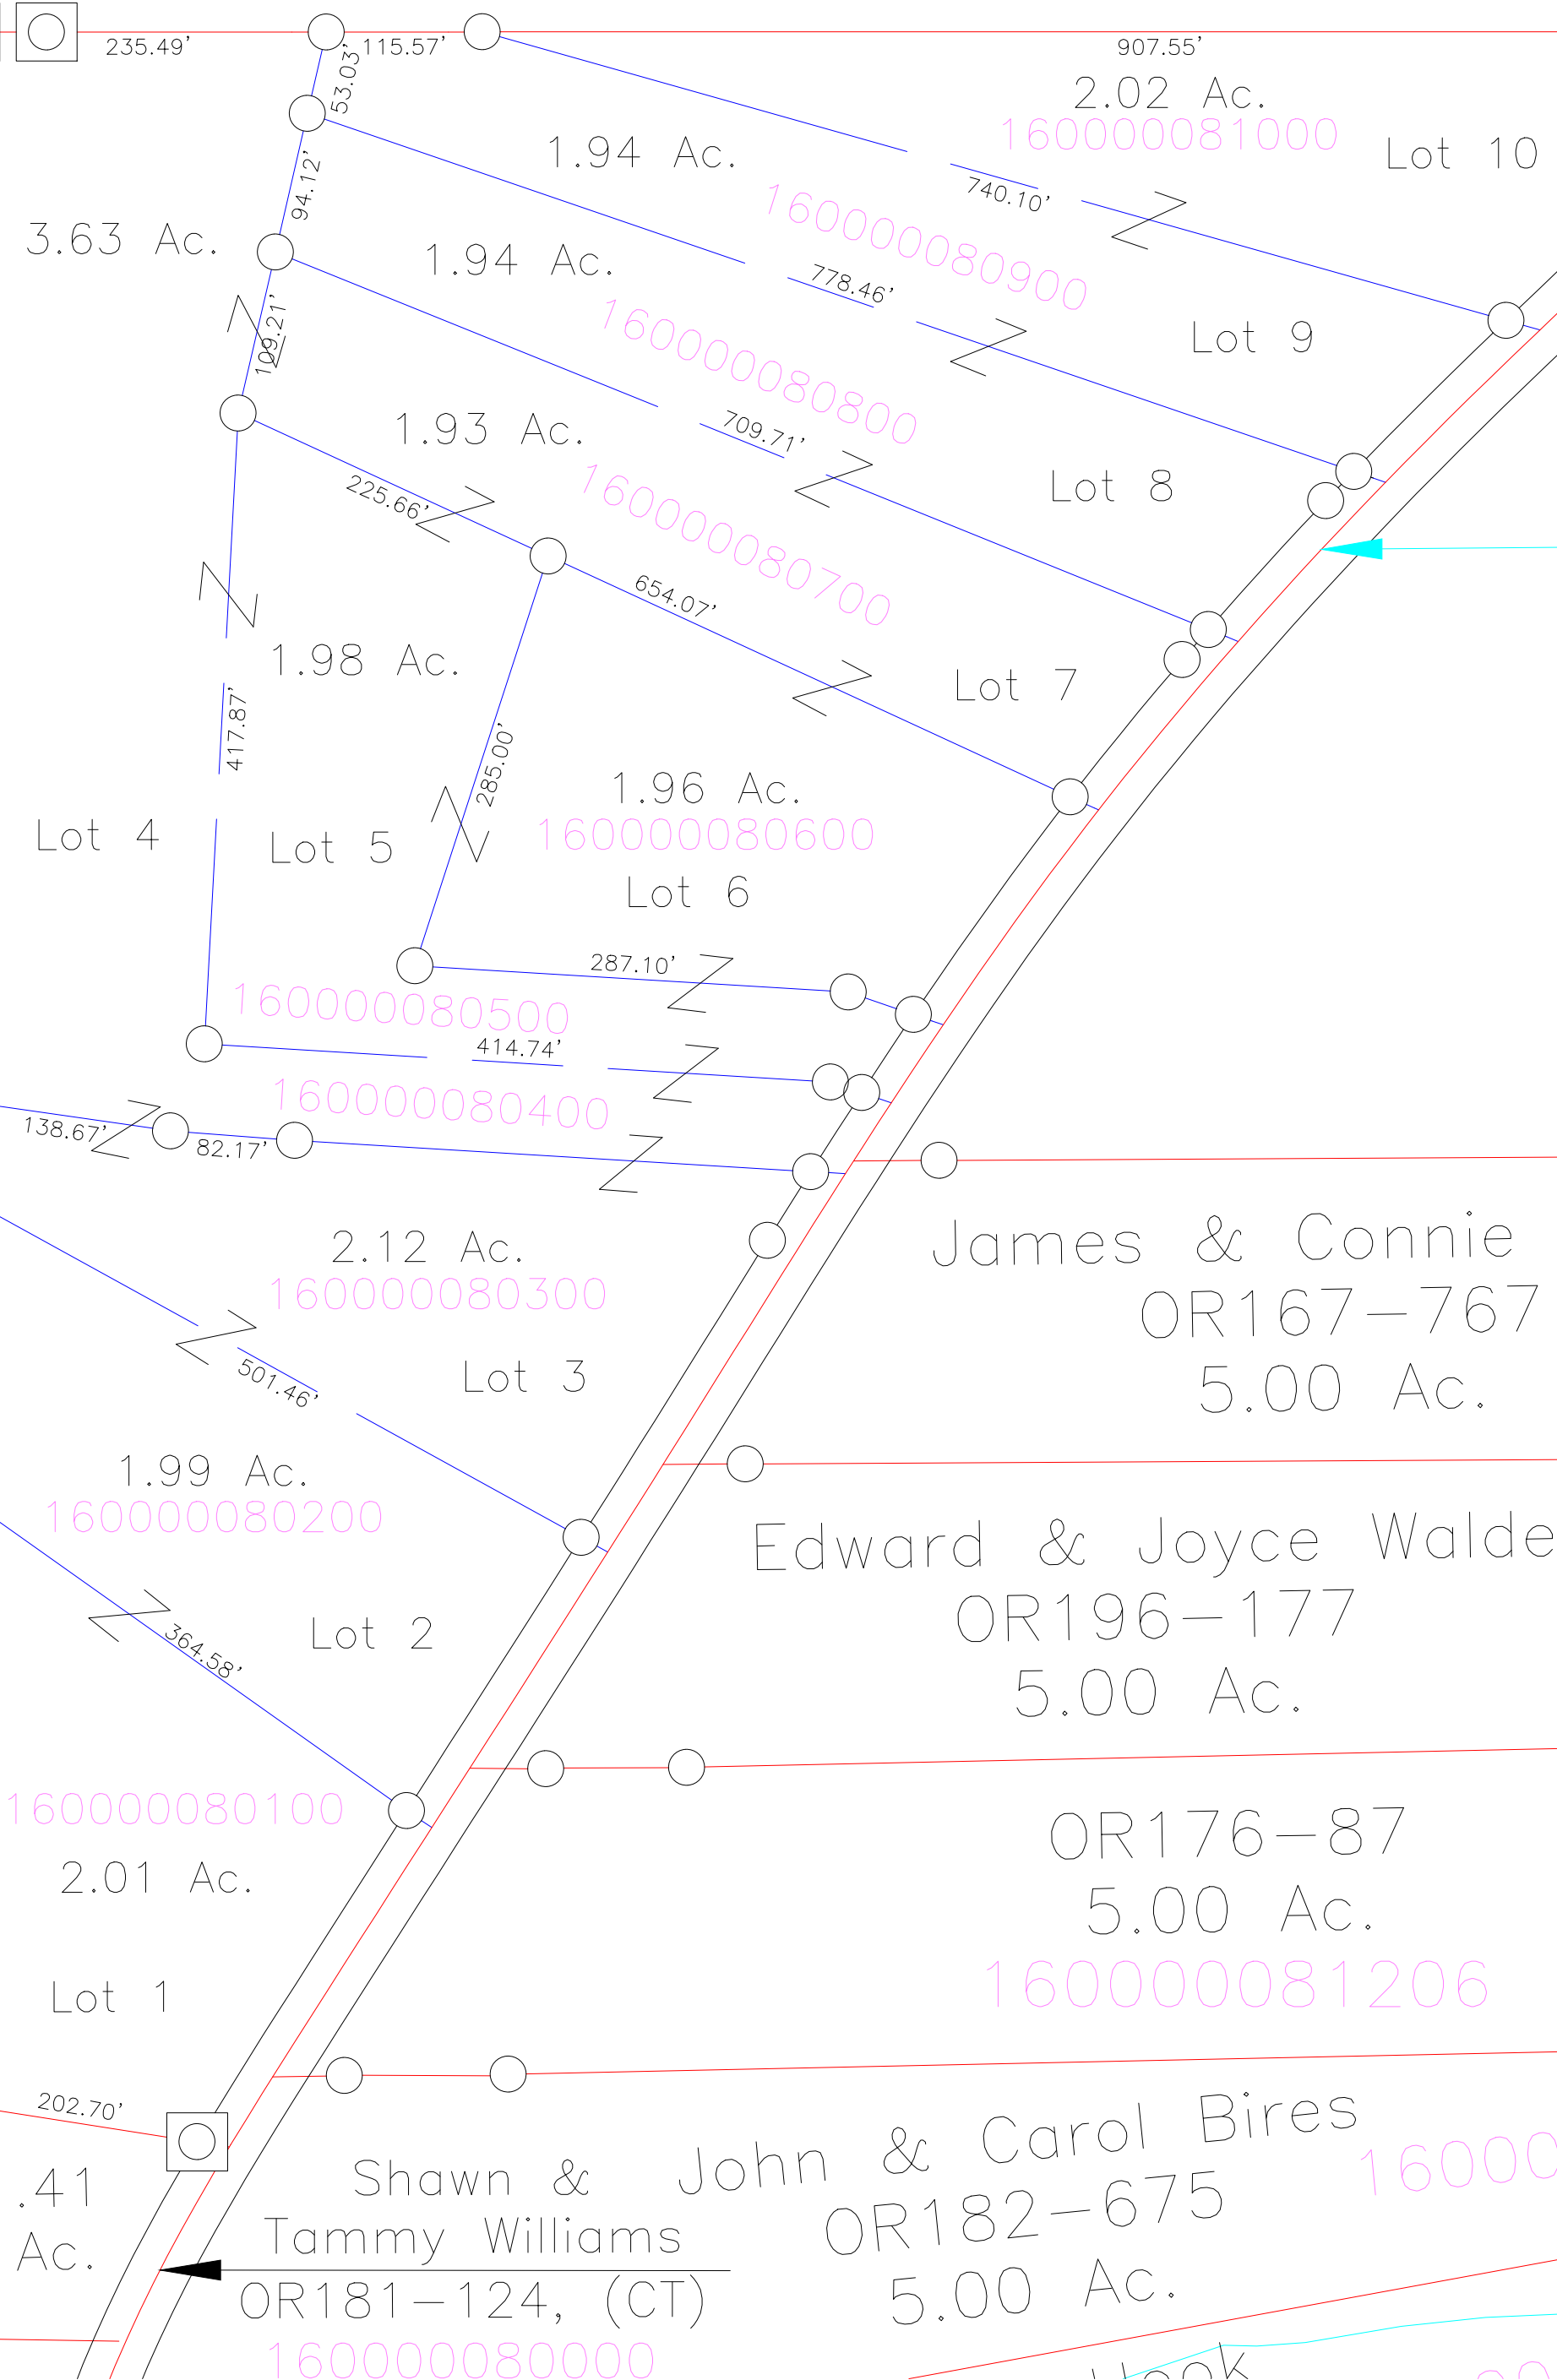 235.49'
115.57'
907.55'
53.03'
2.02 Ac.
160000081000
Lot 10
1.94 Ac.
94.12'
740.10'
160000080900
3.63 Ac.
1.94 Ac.
778.46'
109.21'
Lot 9
160000080800
1.93 Ac.
709.71'
225.66'
160000080700
Lot 8
654.07'
1.98 Ac.
Lot 7
417.87'
285.00'
1.96 Ac.
160000080600
Lot 4
Lot 5
Lot 6
287.10'
160000080500
414.74'
160000080400
138.67'
82.17'
2.12 Ac.
160000080300
James & Connie
OR167-767
5.00 Ac.
501.46'
Lot 3
1.99 Ac.
160000080200
Edward & Joyce Walde
OR196-177
5.00 Ac.
364.58'
Lot 2
160000080100
2.01 Ac.
OR176-87
5.00 Ac.
160000081206
Lot 1
202.70'
.41
Ac.
Shawn &
Tammy Williams
OR181-124, (CT)
160000080000
John & Carol Bires
OR182-675
5.00 Ac.
16000